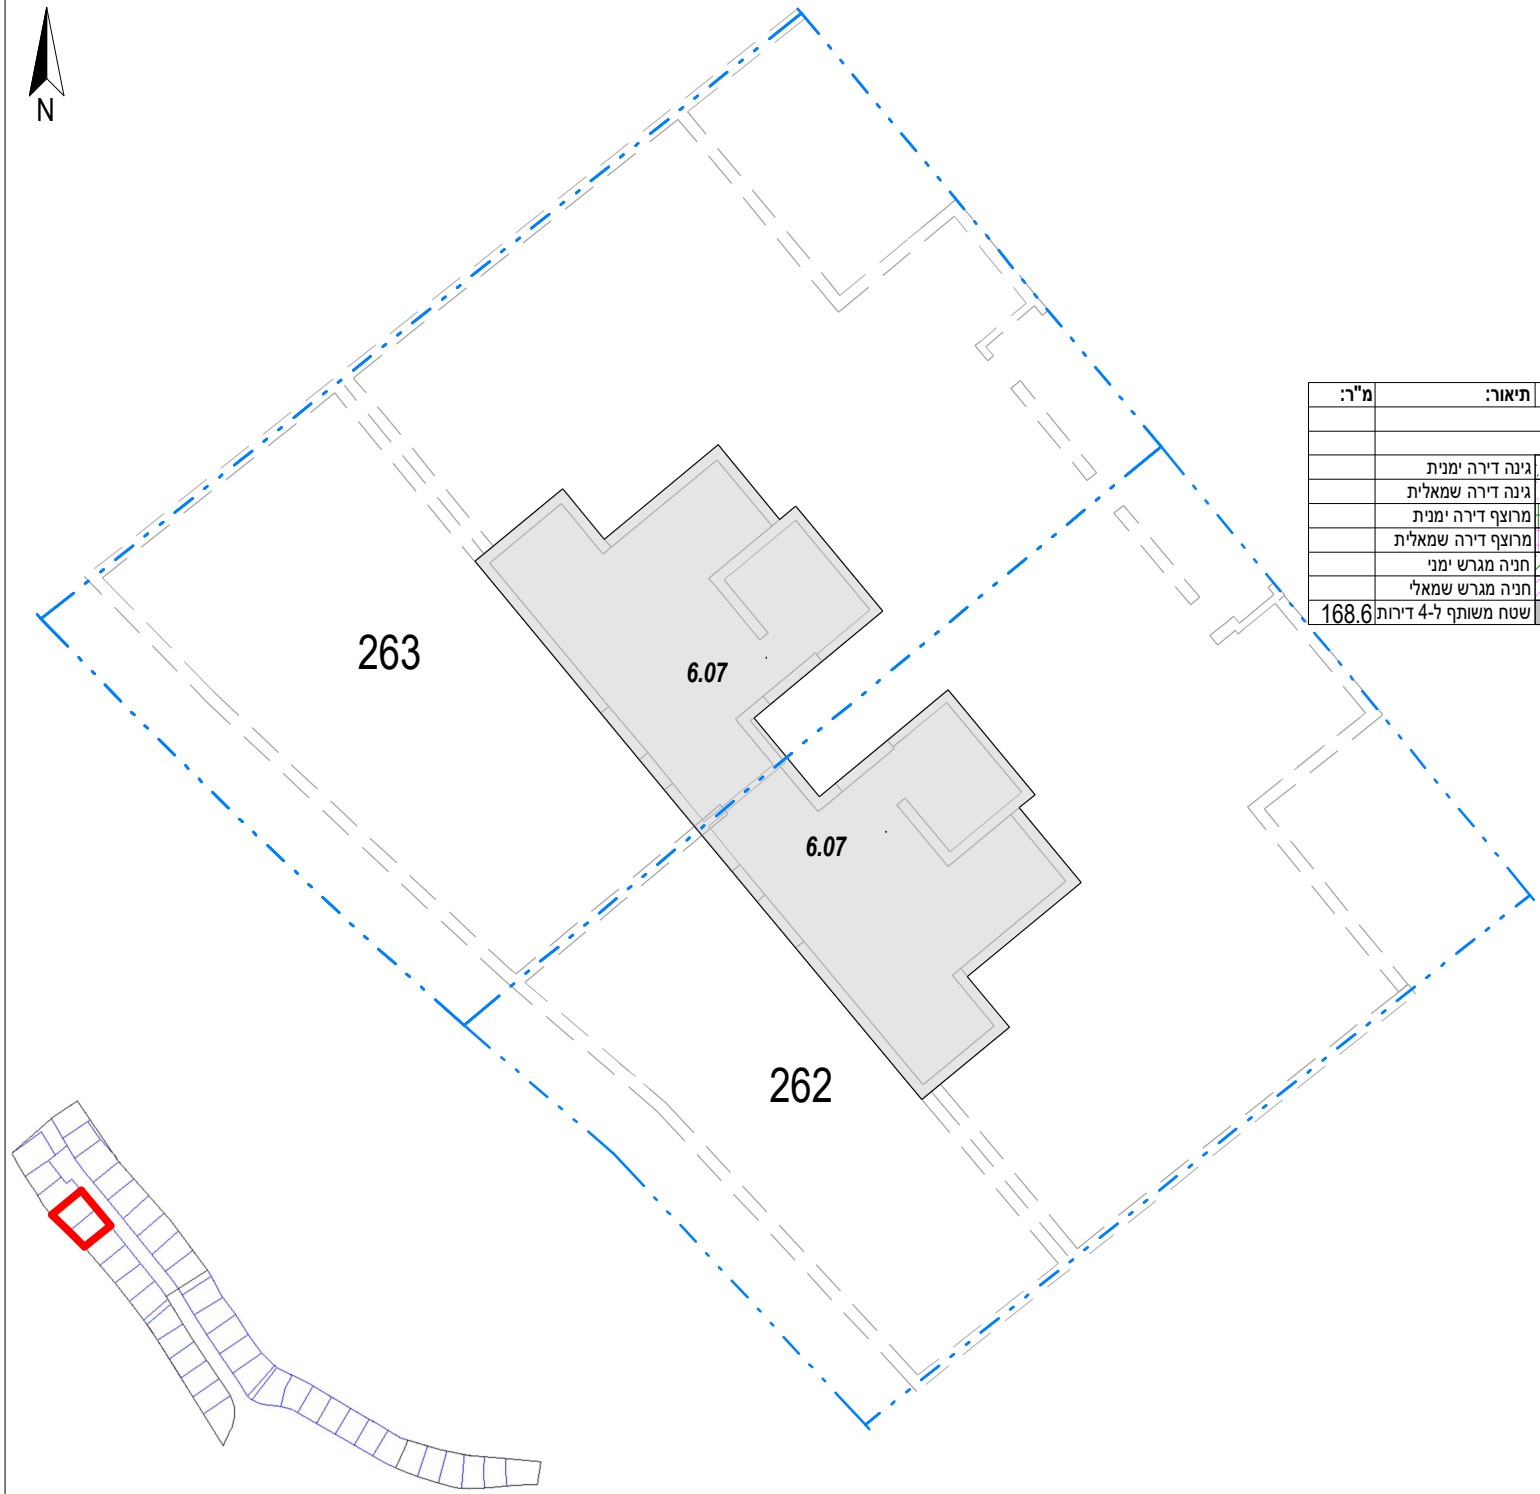 N
תיאור: מ"ר:
גינה דירה ימנית
גינה דירה שמאלית
מרוצף דירה ימנית
מרוצף דירה שמאלית
חניה מגרש ימני
חניה מגרש שמאלי
שטח משותף ל-4 דירות 168.6
263
6.07
6.07
262